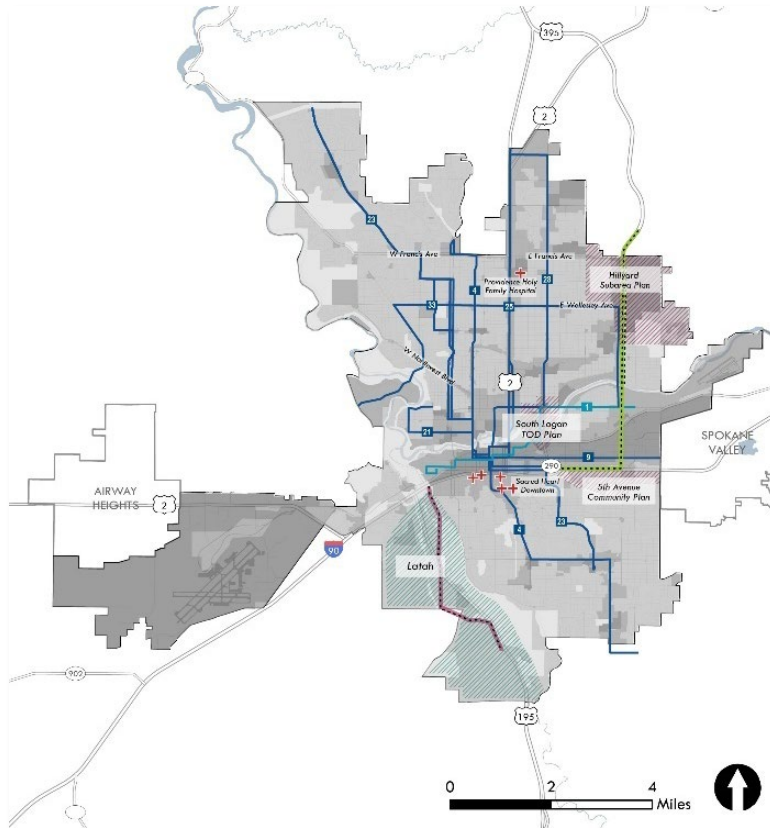 395
2
23
W Francis Ave
E Francis Ave
Providence Holy
Family Hospital
4
28
Hillyard
Subarea Plan
33
25
E Wellesley Ave
W Northwest Blvd
2
1
21
South Logan
TOD Plan
SPOKANE
VALLEY
9
290
AIRWAY
HEIGHTS
2
Sacred Heart
Downtown
5th Avenue
Community Plan
4
23
90
Latah
902
195
0
2
4
Miles